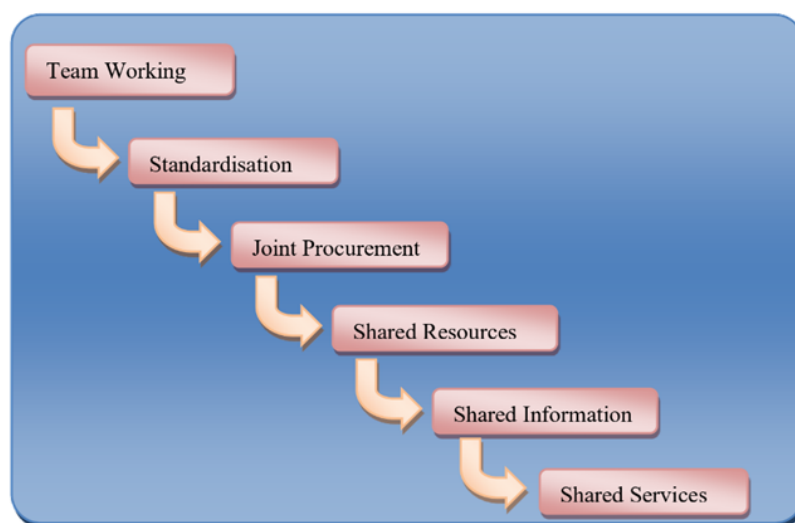 Team Working
Standardisation
Joint Procurement
Shared Resources
Shared Information
Shared Services